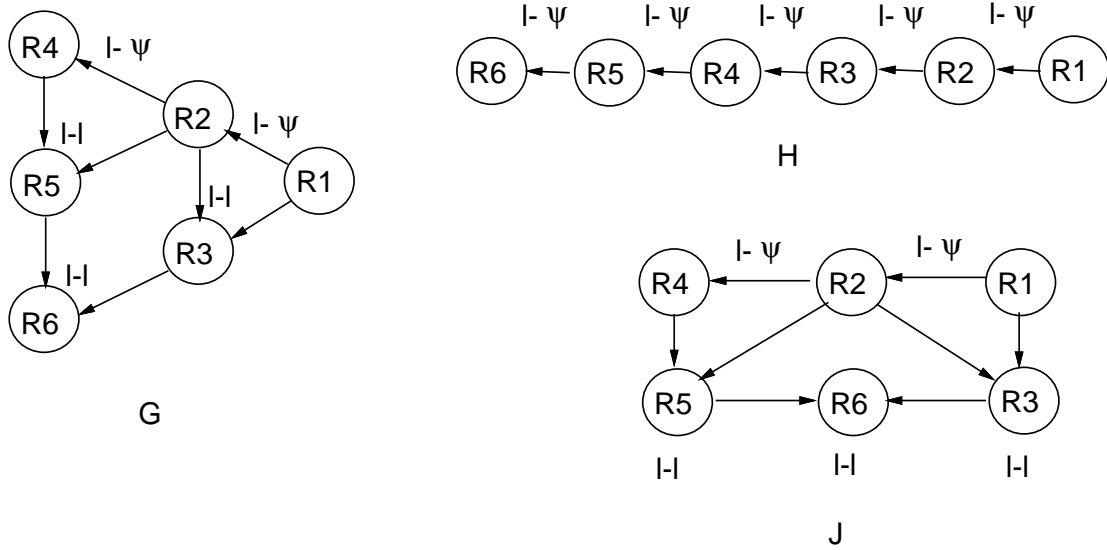 R4
|- ψ
R2
|- ψ
|-|
R5
R1
|-|
R3
|-|
R6
G
|- ψ |- ψ |- ψ |- ψ |- ψ
R6 R5 R4 R3 R2 R1
H
|- ψ |- ψ
R4 R2 R1
R5 R6 R3
|-| |-| |-|
J